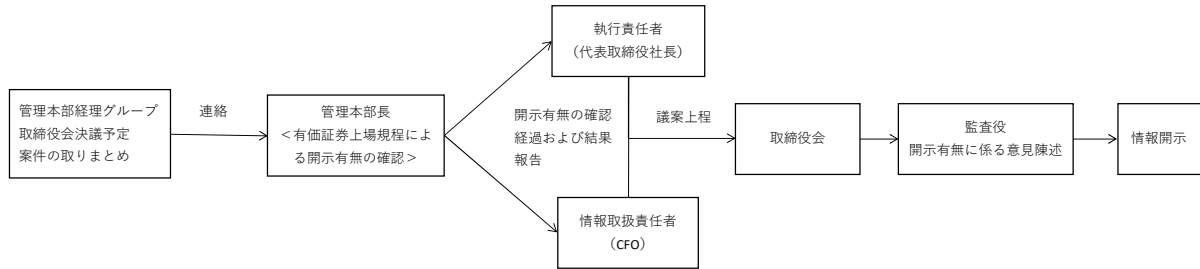 管理本部経理グループ
取締役会決議予定
案件の取りまとめ
連絡
管理本部長
<有価証券上場規程によ
る開示有無の確認>
執行責任者
（代表取締役社長）
開示有無の確認
経過および結果
報告
情報取扱責任者
（CFO）
議案上程
取締役会
監査役
開示有無に係る意見陳述
情報開示